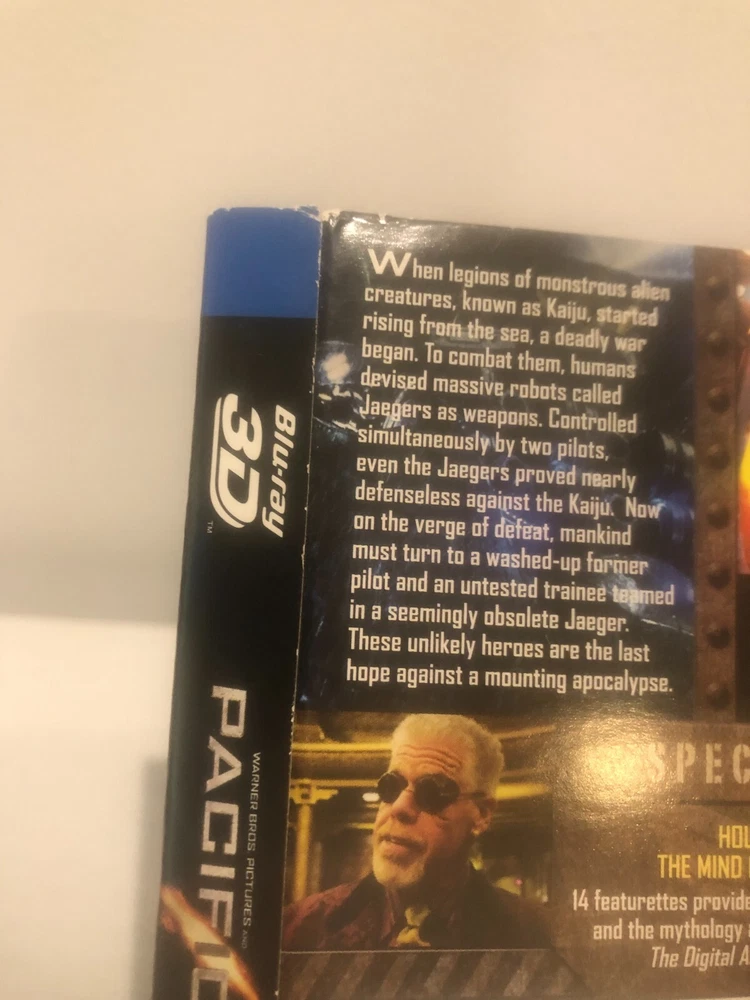 When legions of monstrous alien
creatures, known as Kaiju, started
rising from the sea, a deadly war
began. To combat them, humans
devised massive robots called
Jaegers as weapons. Controlled
simultaneously by two pilots,
even the Jaegers proved nearly
defenseless against the Kaiju. Now
on the verge of defeat, mankind
must turn to a washed-up former
pilot and an untested trainee teamed
in a seemingly obsolete Jaeger.
These unlikely heroes are the last
hope against a mounting apocalypse.
Blu-ray
3D
TM
PACIFIC
WARNER BROS. PICTURES AND
SPEC
HOU
THE MIND
14 featurettes provide
and the mythology
The Digital A